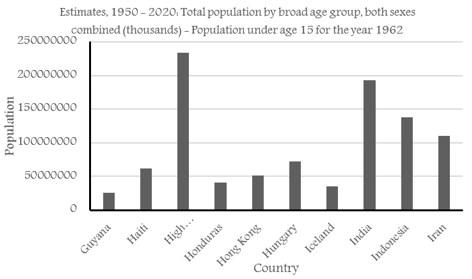 Estimates, 1950 - 2020: Total population by broad age group, both sexes
combined (thousands) - Population under age 15 for the year 1962
250000000
200000000
150000000
100000000
50000000
0
Population
Guyana
Haiti
High...
Honduras
Hong Kong
Hungary
Iceland
India
Indonesia
Iran
Country